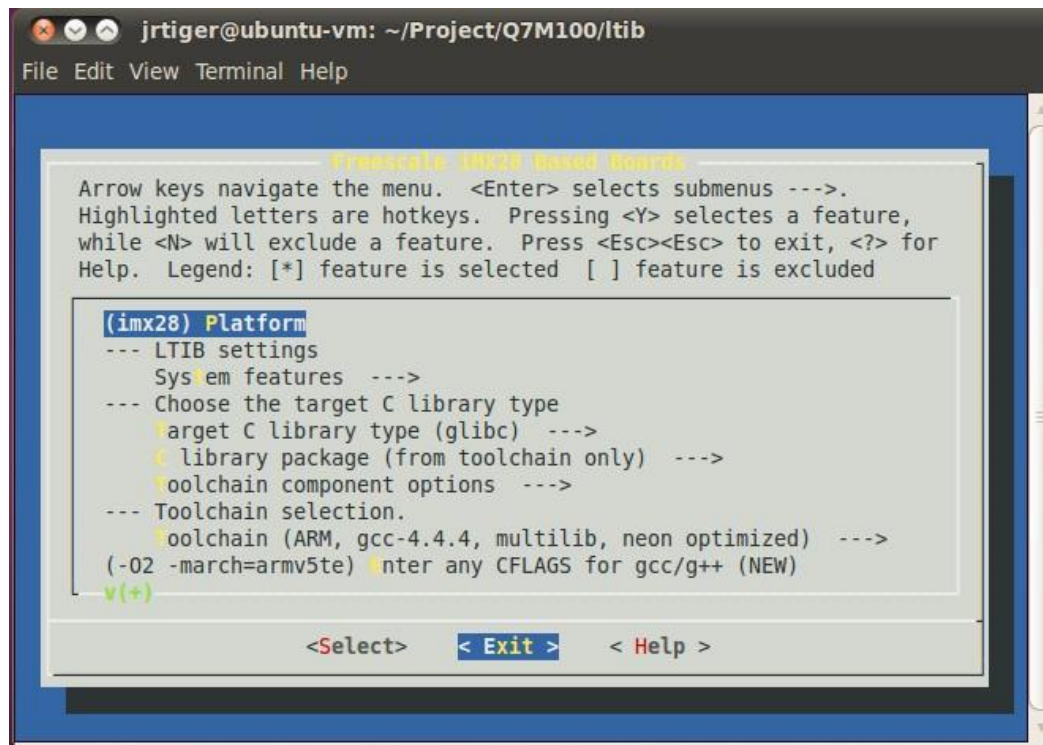 jrtiger@ubuntu-vm: ~/Project/Q7M100/ltib
File Edit View Terminal Help
Freescale iMX28 Based Boards
Arrow keys navigate the menu. <Enter> selects submenus --->.
Highlighted letters are hotkeys. Pressing <Y> selectes a feature,
while <N> will exclude a feature. Press <Esc><Esc> to exit, <?> for
Help. Legend: [*] feature is selected [ ] feature is excluded
(imx28) Platform
--- LTIB settings
System features --->
--- Choose the target C library type
Target C library type (glibc) --->
C library package (from toolchain only) --->
Toolchain component options --->
--- Toolchain selection.
Toolchain (ARM, gcc-4.4.4, multilib, neon optimized) --->
(-O2 -march=armv5te) Enter any CFLAGS for gcc/g++ (NEW)
v(+)
<Select> < Exit > < Help >